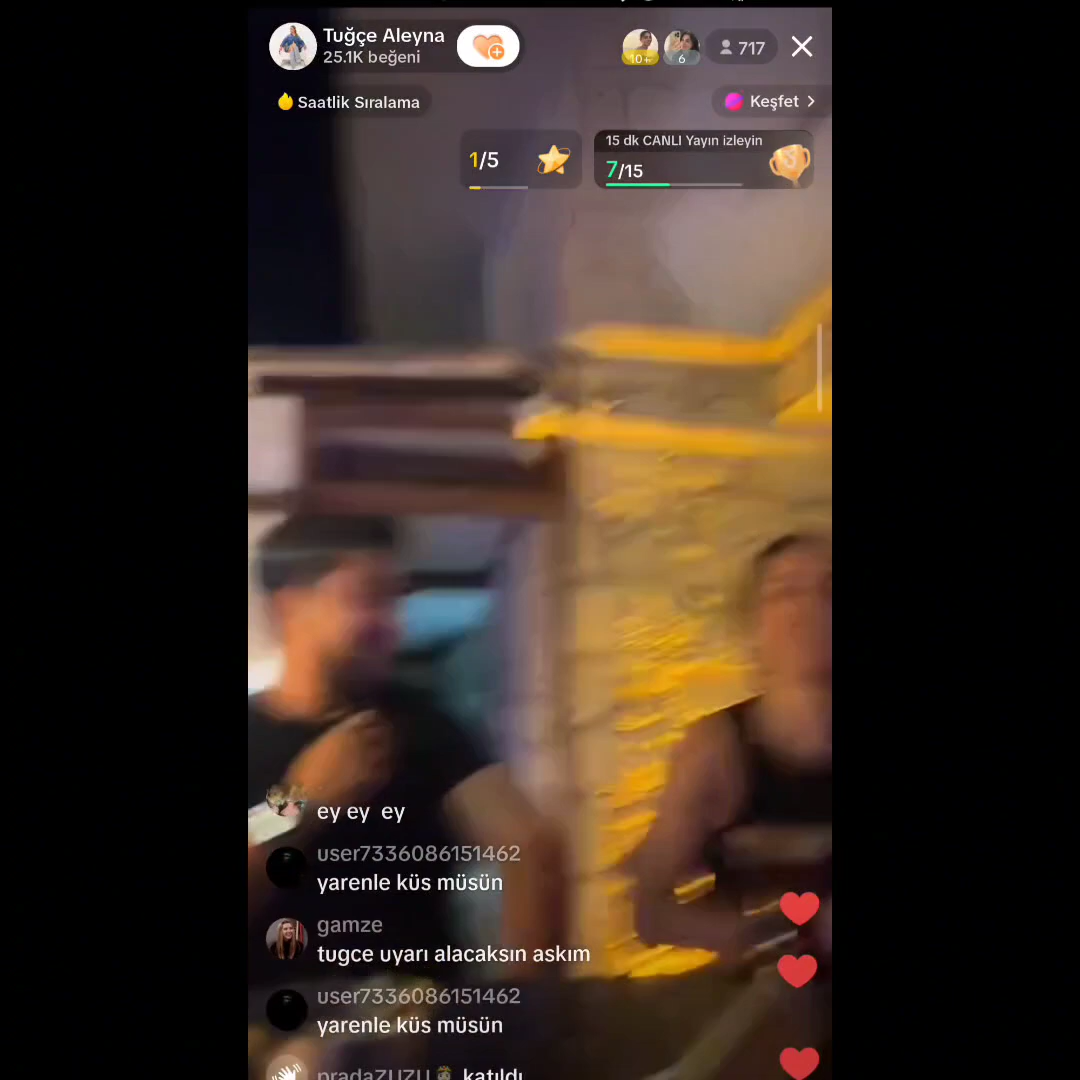 Tuğçe Aleyna
25.1K beğeni
10+
6
717
Saatlik Sıralama
Keşfet
1/5
15 dk CANLI Yayın izleyin
7/15
ey ey ey
user7336086151462
yarenle küs müsün
gamze
tugce uyarı alacaksın askım
user7336086151462
yarenle küs müsün
pradaZUZU katıldı